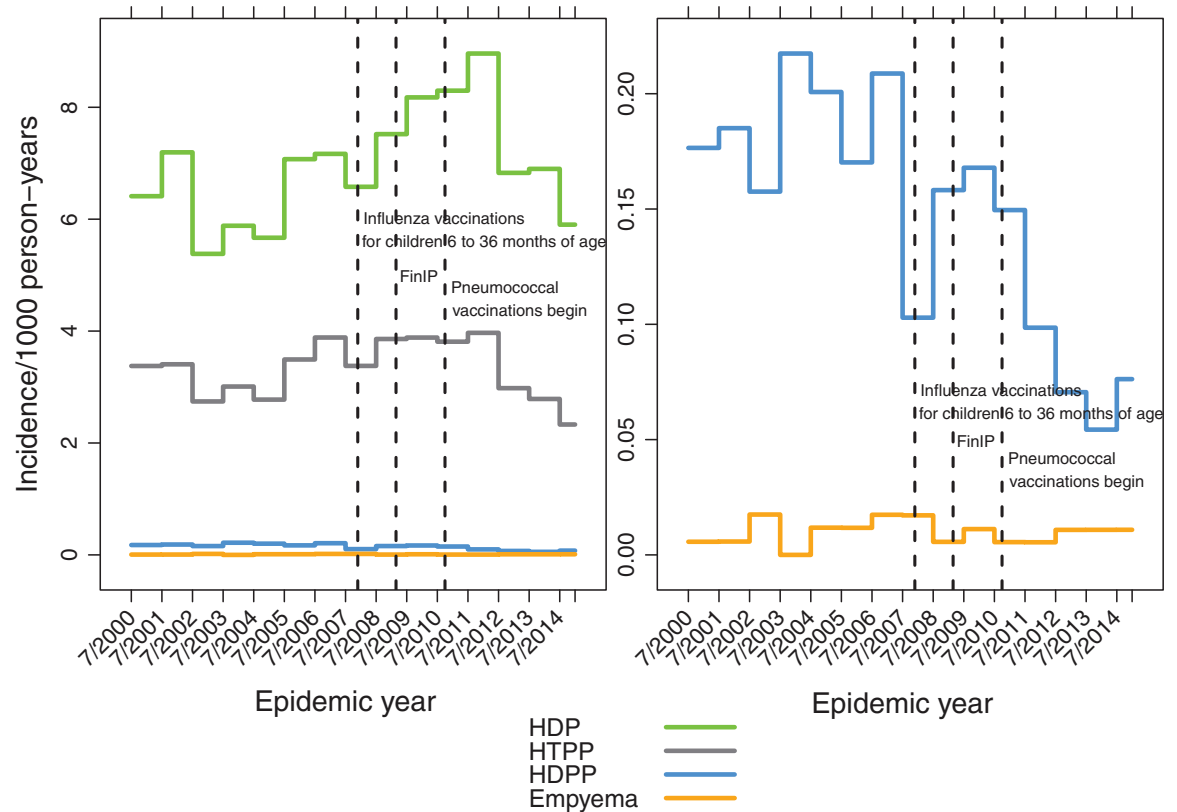 Incidence/1000 person−years
8
6
4
2
0
Influenza vaccinations
for children 6 to 36 months of age
FinIP
Pneumococcal
vaccinations begin
7/2000
7/2001
7/2002
7/2003
7/2004
7/2005
7/2006
7/2007
7/2008
7/2009
7/2010
7/2011
7/2012
7/2013
7/2014
Epidemic year
0.20
0.15
0.10
0.05
0.00
Influenza vaccinations
for children 6 to 36 months of age
FinIP
Pneumococcal
vaccinations begin
7/2000
7/2001
7/2002
7/2003
7/2004
7/2005
7/2006
7/2007
7/2008
7/2009
7/2010
7/2011
7/2012
7/2013
7/2014
Epidemic year
HDP
HTPP
HDPP
Empyema